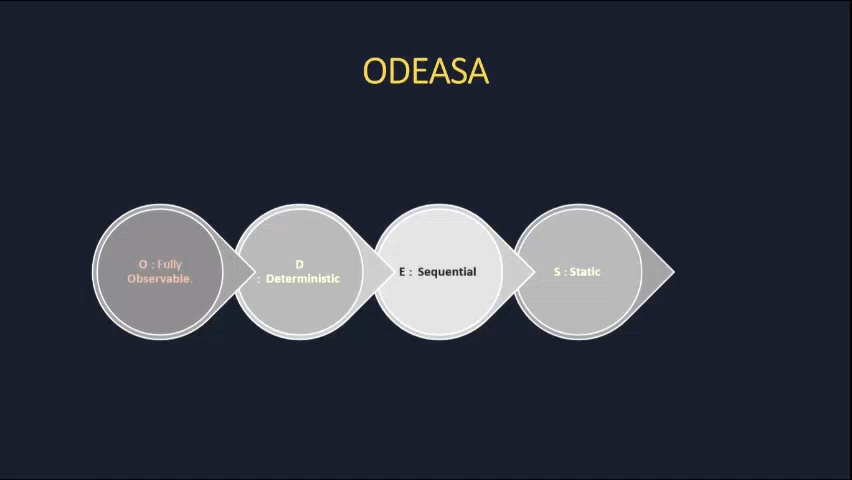 ODEASA
O : Fully
Observable.
D
: Deterministic
E : Sequential
S : Static